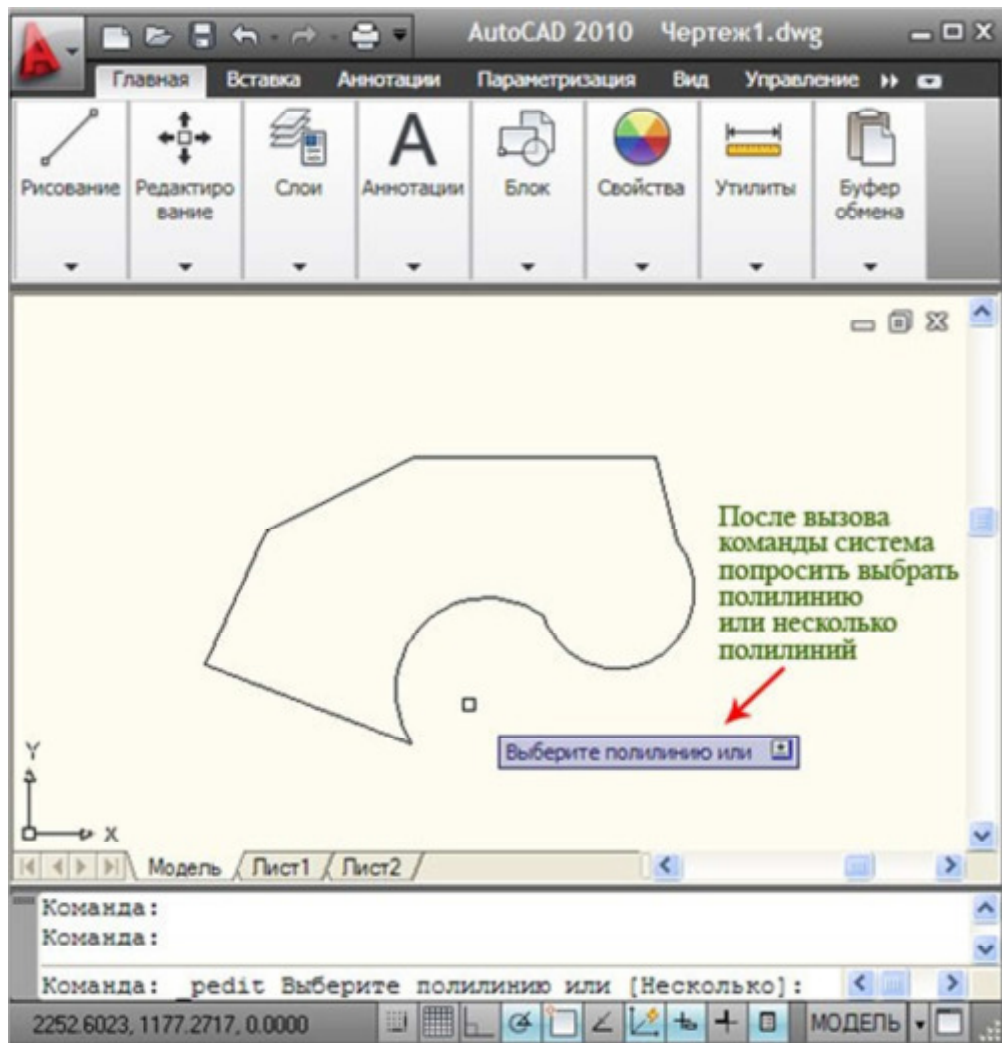 AutoCAD 2010 Чертеж1.dwg
Главная Вставка Аннотации Параметризация Вид Управление
Рисование Редактиро Слои Аннотации Блок Свойства Утилиты Буфер
вание обмена
После вызова
команды система
попросить выбрать
полилинию
или несколько
полилиний
Выберите полилинию или
Y
X
Модель Лист1 Лист2
Команда:
Команда:
Команда: _pedit Выберите полилинию или [Несколько]:
2252.6023, 1177.2717, 0.0000 МОДЕЛЬ